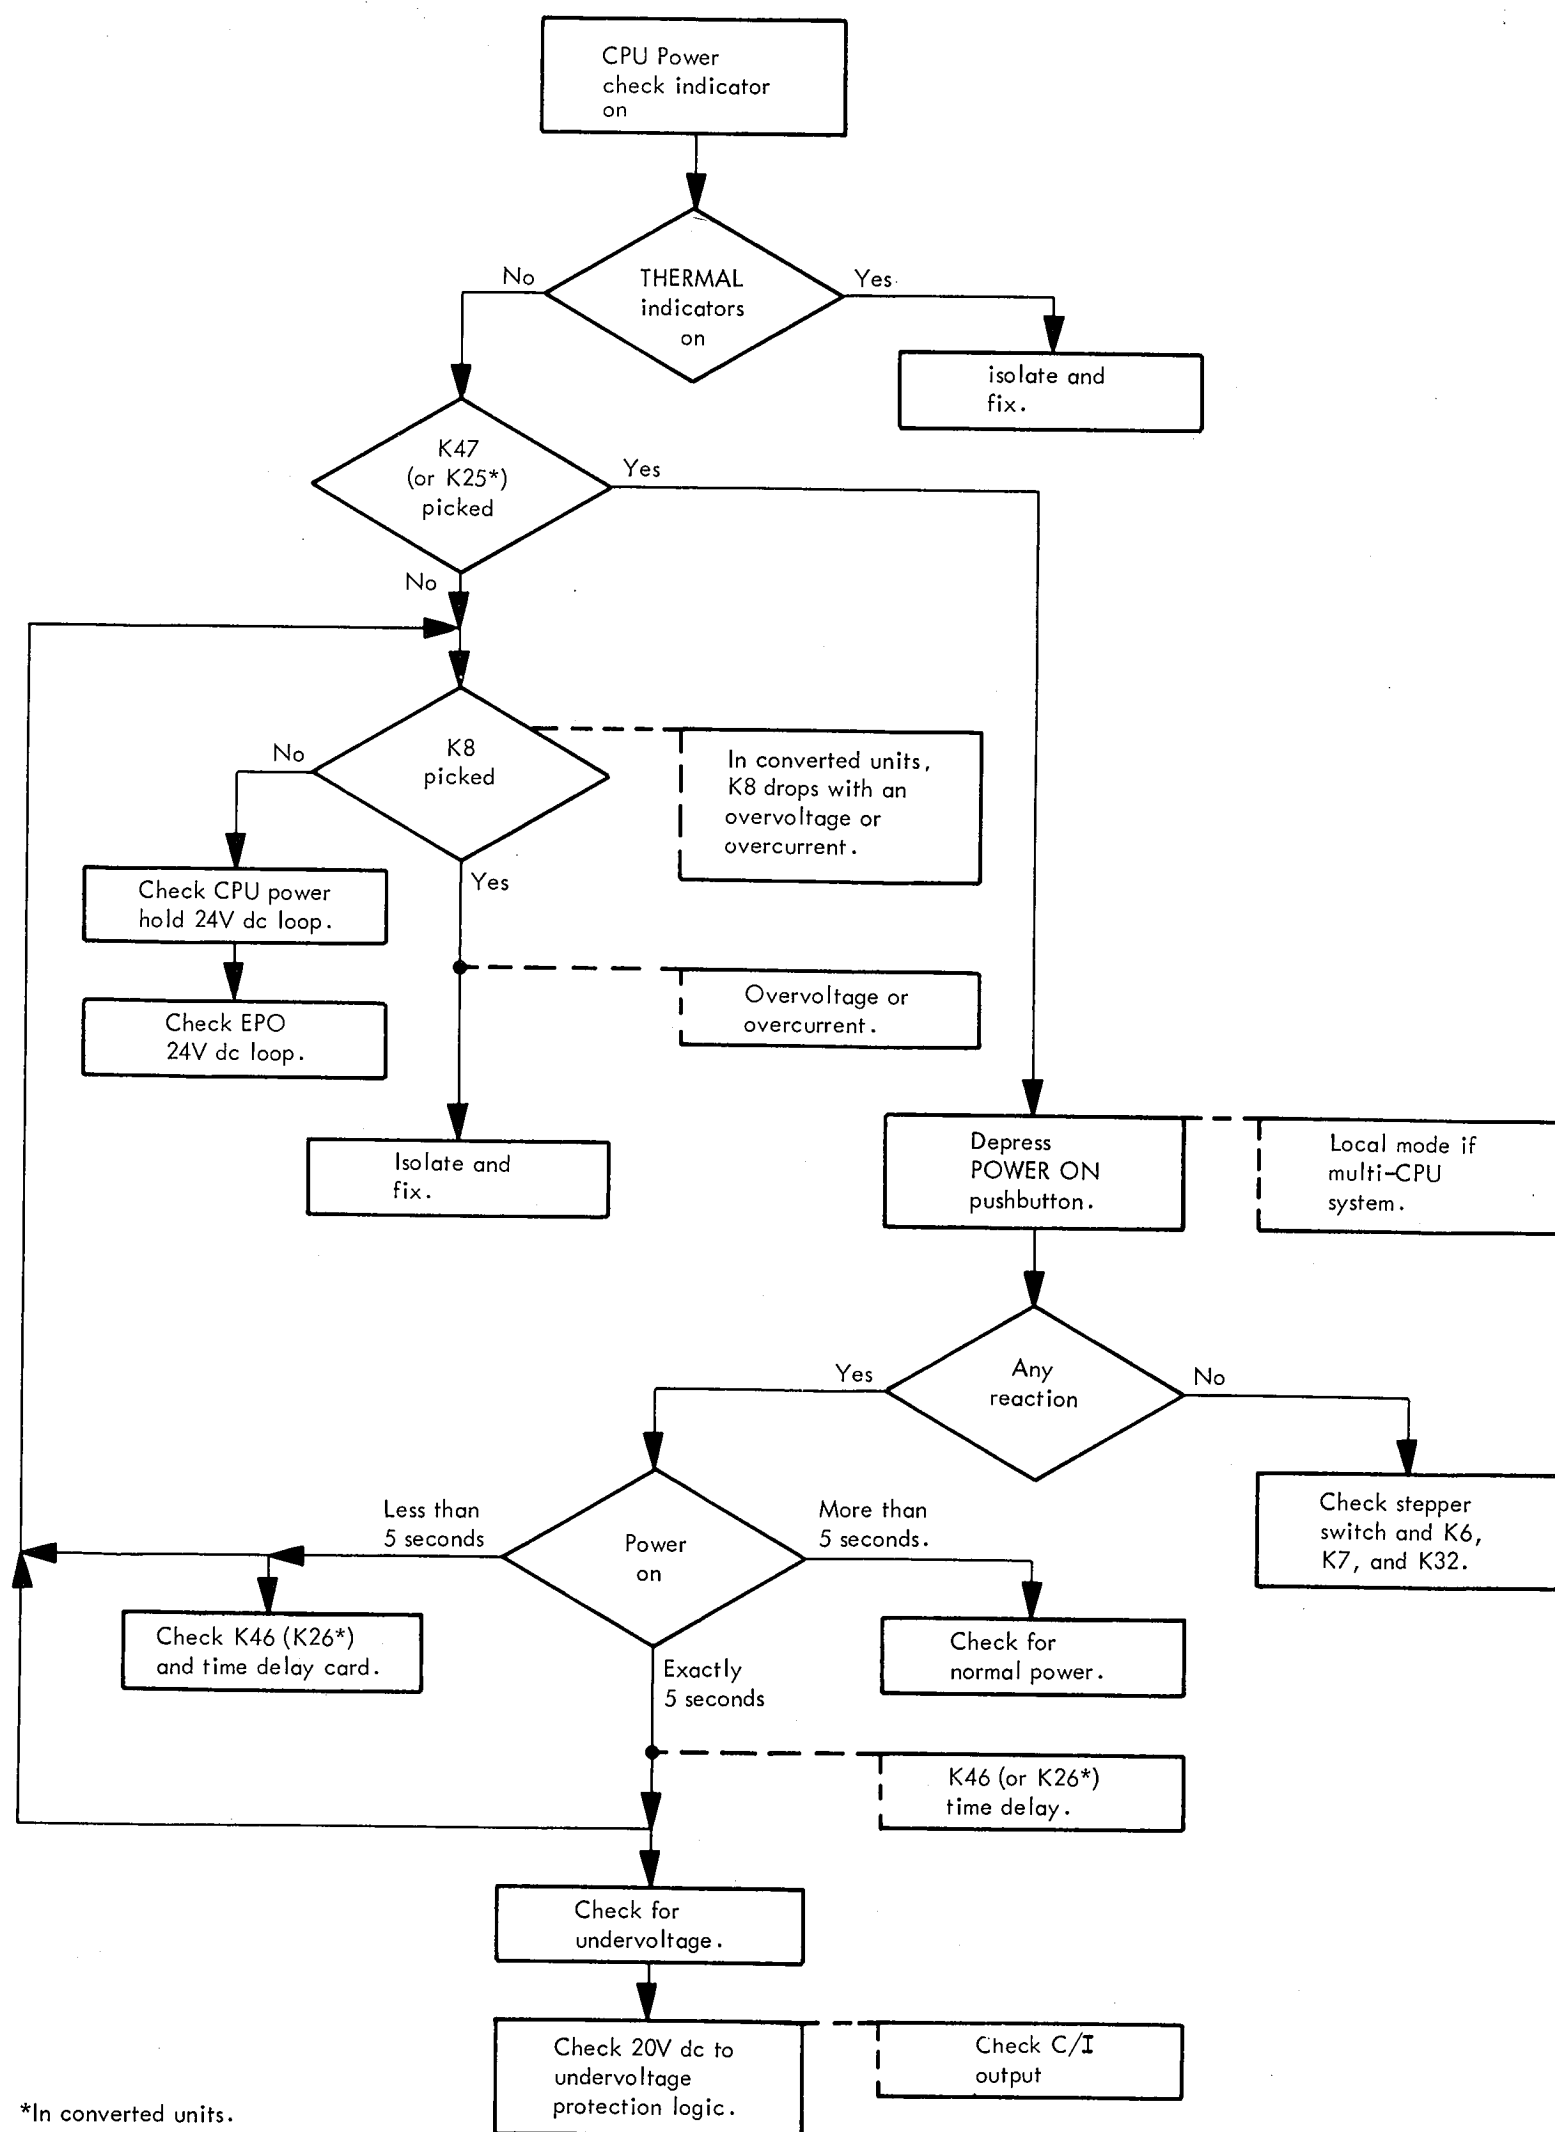 CPU Power
check indicator
on
No
THERMAL
indicators
on
Yes
isolate and
fix.
K47
(or K25*)
picked
Yes
No
K8
picked
No
In converted units,
K8 drops with an
overvoltage or
overcurrent.
Yes
Check CPU power
hold 24V dc loop.
Overvoltage or
overcurrent.
Check EPO
24V dc loop.
Isolate and
fix.
Depress
POWER ON
pushbutton.
Local mode if
multi-CPU
system.
Any
reaction
Yes
No
Less than
5 seconds
Power
on
More than
5 seconds.
Check stepper
switch and K6,
K7, and K32.
Check K46 (K26*)
and time delay card.
Check for
normal power.
Exactly
5 seconds
K46 (or K26*)
time delay.
Check for
undervoltage.
Check 20V dc to
undervoltage
protection logic.
Check C/I
output
*In converted units.